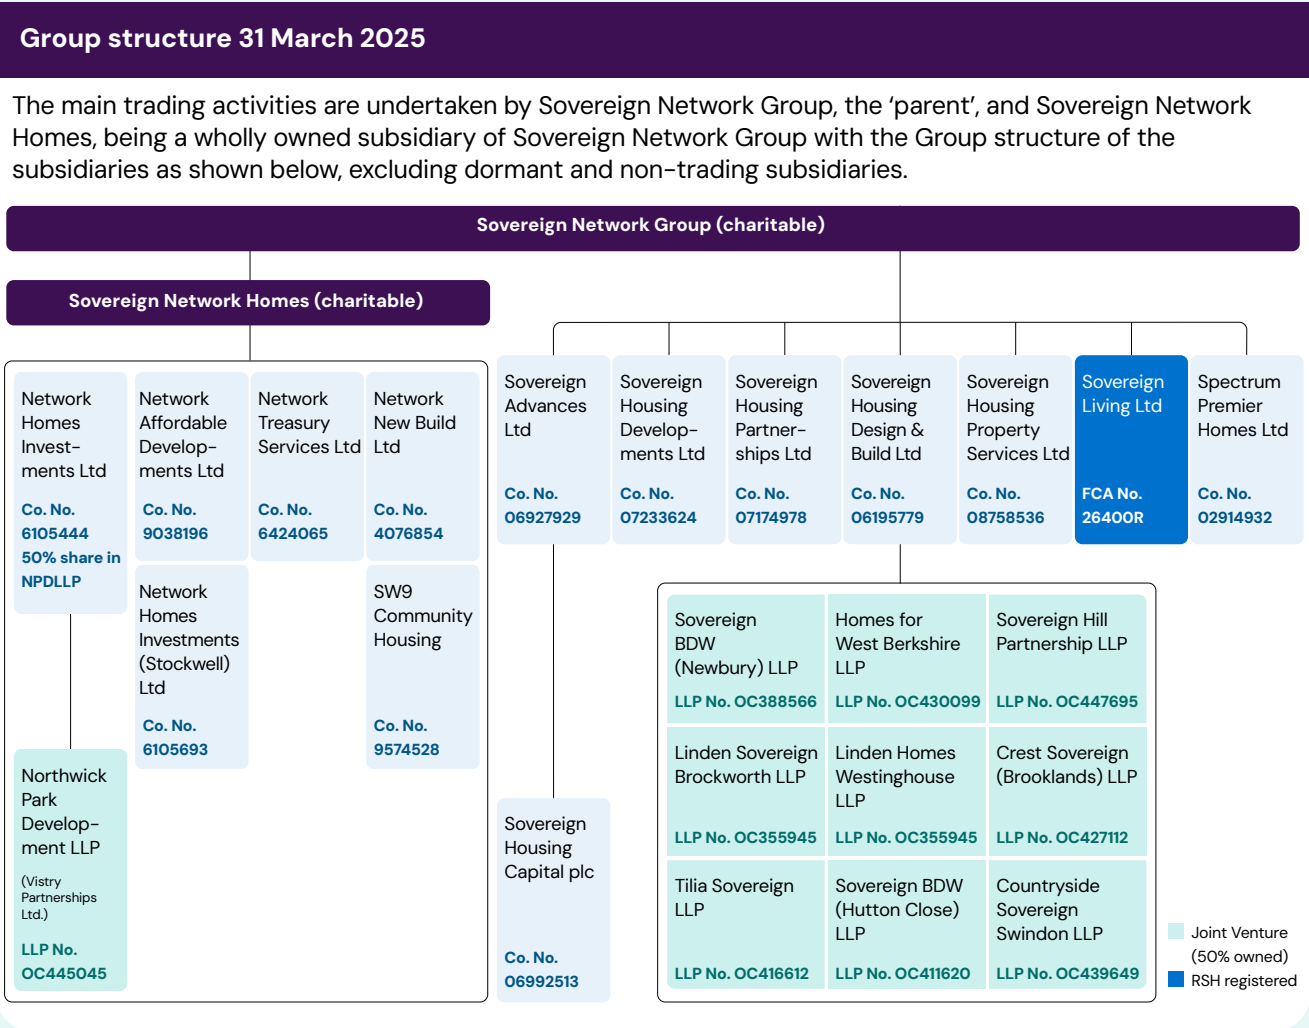 Group structure 31 March 2025
The main trading activities are undertaken by Sovereign Network Group, the ‘parent’, and Sovereign Network
Homes, being a wholly owned subsidiary of Sovereign Network Group with the Group structure of the
subsidiaries as shown below, excluding dormant and non-trading subsidiaries.
Sovereign Network Group (charitable)
Sovereign Network Homes (charitable)
Network
Homes
Invest-
ments Ltd
Co. No.
6105444
50% share in
NPDLLP
Network
Affordable
Develop-
ments Ltd
Co. No.
9038196
Network
Treasury
Services Ltd
Co. No.
6424065
Network
New Build
Ltd
Co. No.
4076854
Network
Homes
Investments
(Stockwell)
Ltd
Co. No.
6105693
SW9
Community
Housing
Co. No.
9574528
Northwick
Park
Develop-
ment LLP
(Vistry
Partnerships
Ltd.)
LLP No.
OC445045
Sovereign
Advances
Ltd
Co. No.
06927929
Sovereign
Housing
Develop-
ments Ltd
Co. No.
07233624
Sovereign
Housing
Partner-
ships Ltd
Co. No.
07174978
Sovereign
Housing
Design &
Build Ltd
Co. No.
06195779
Sovereign
Housing
Property
Services Ltd
Co. No.
08758536
Sovereign
Living Ltd
FCA No.
26400R
Spectrum
Premier
Homes Ltd
Co. No.
02914932
Sovereign
Housing
Capital plc
Co. No.
06992513
Sovereign
BDW
(Newbury) LLP
LLP No. OC388566
Homes for
West Berkshire
LLP
LLP No. OC430099
Sovereign Hill
Partnership LLP
LLP No. OC447695
Linden Sovereign
Brockworth LLP
LLP No. OC355945
Linden Homes
Westinghouse
LLP
LLP No. OC355945
Crest Sovereign
(Brooklands) LLP
LLP No. OC427112
Tilia Sovereign
LLP
LLP No. OC416612
Sovereign BDW
(Hutton Close)
LLP
LLP No. OC411620
Countryside
Sovereign
Swindon LLP
LLP No. OC439649
Joint Venture
(50% owned)
RSH registered